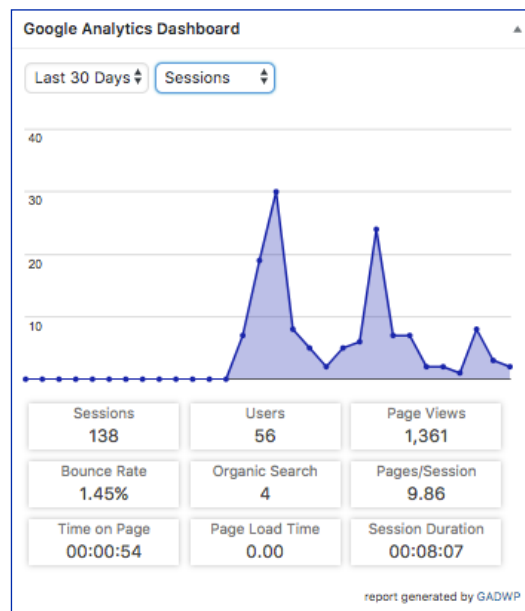 Google Analytics Dashboard
Last 30 Days Sessions
40
30
20
10
Sessions Users Page Views
138 56 1,361
Bounce Rate Organic Search Pages/Session
1.45% 4 9.86
Time on Page Page Load Time Session Duration
00:00:54 0.00 00:08:07
report generated by GADWP